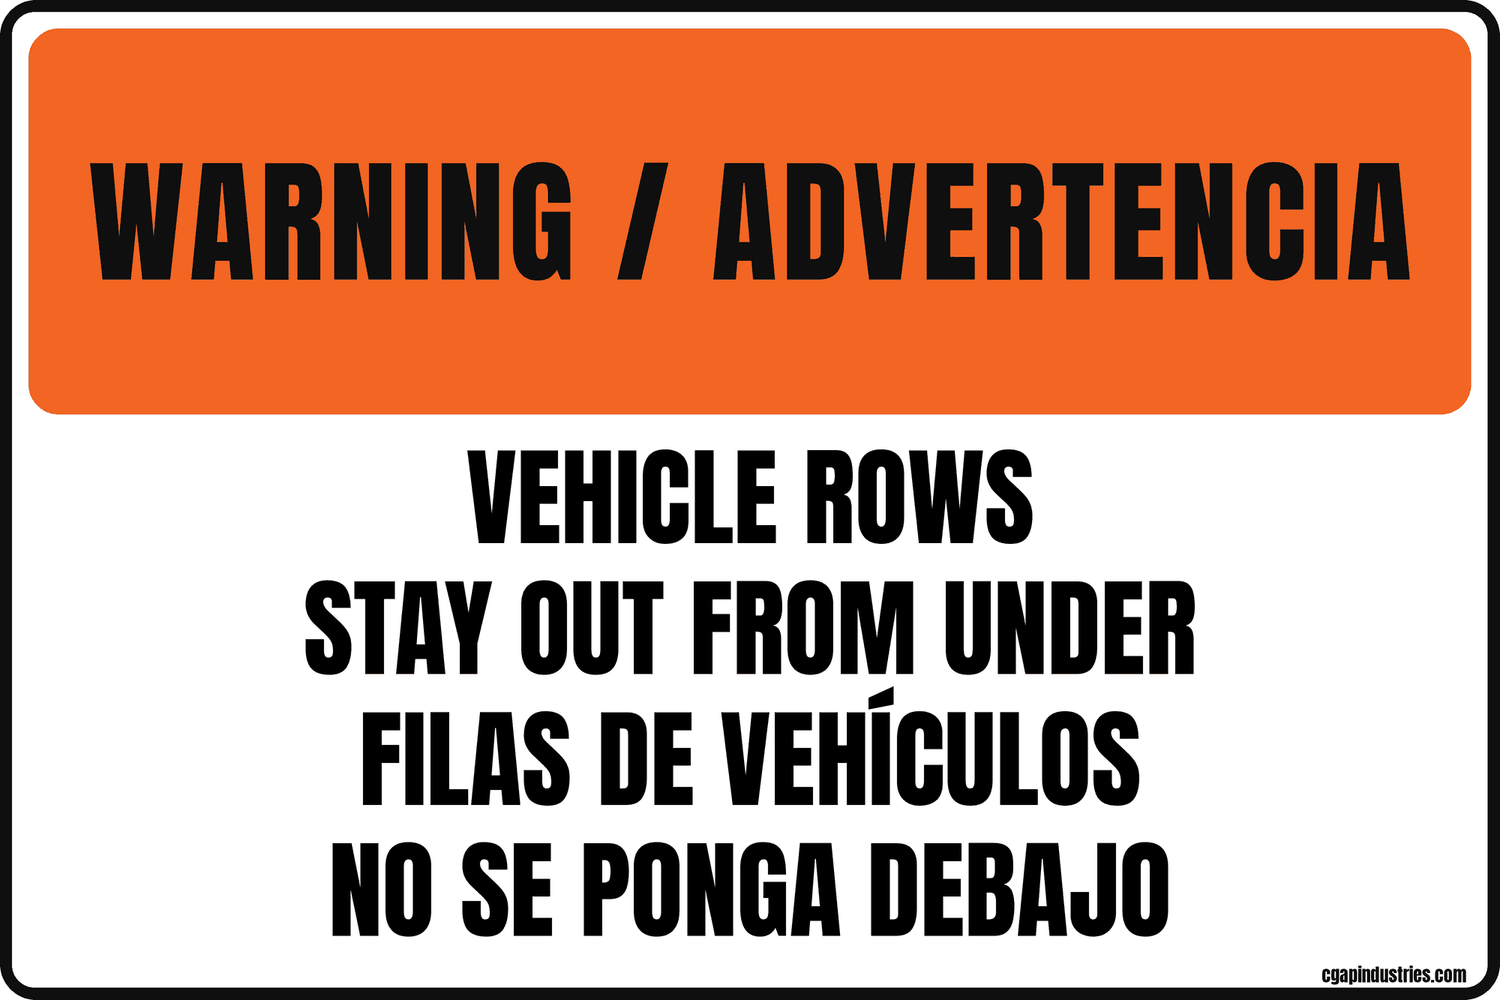 WARNING / ADVERTENCIA
VEHICLE ROWS
STAY OUT FROM UNDER
FILAS DE VEHÍCULOS
NO SE PONGA DEBAJO
cgapindustries.com